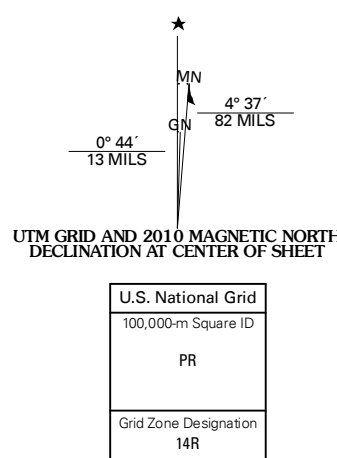 ★
MN
4° 37´
82 MILS
GN
0° 44´
13 MILS
UTM GRID AND 2010 MAGNETIC NORTH
DECLINATION AT CENTER OF SHEET
U.S. National Grid
100,000-m Square ID
PR
Grid Zone Designation
14R